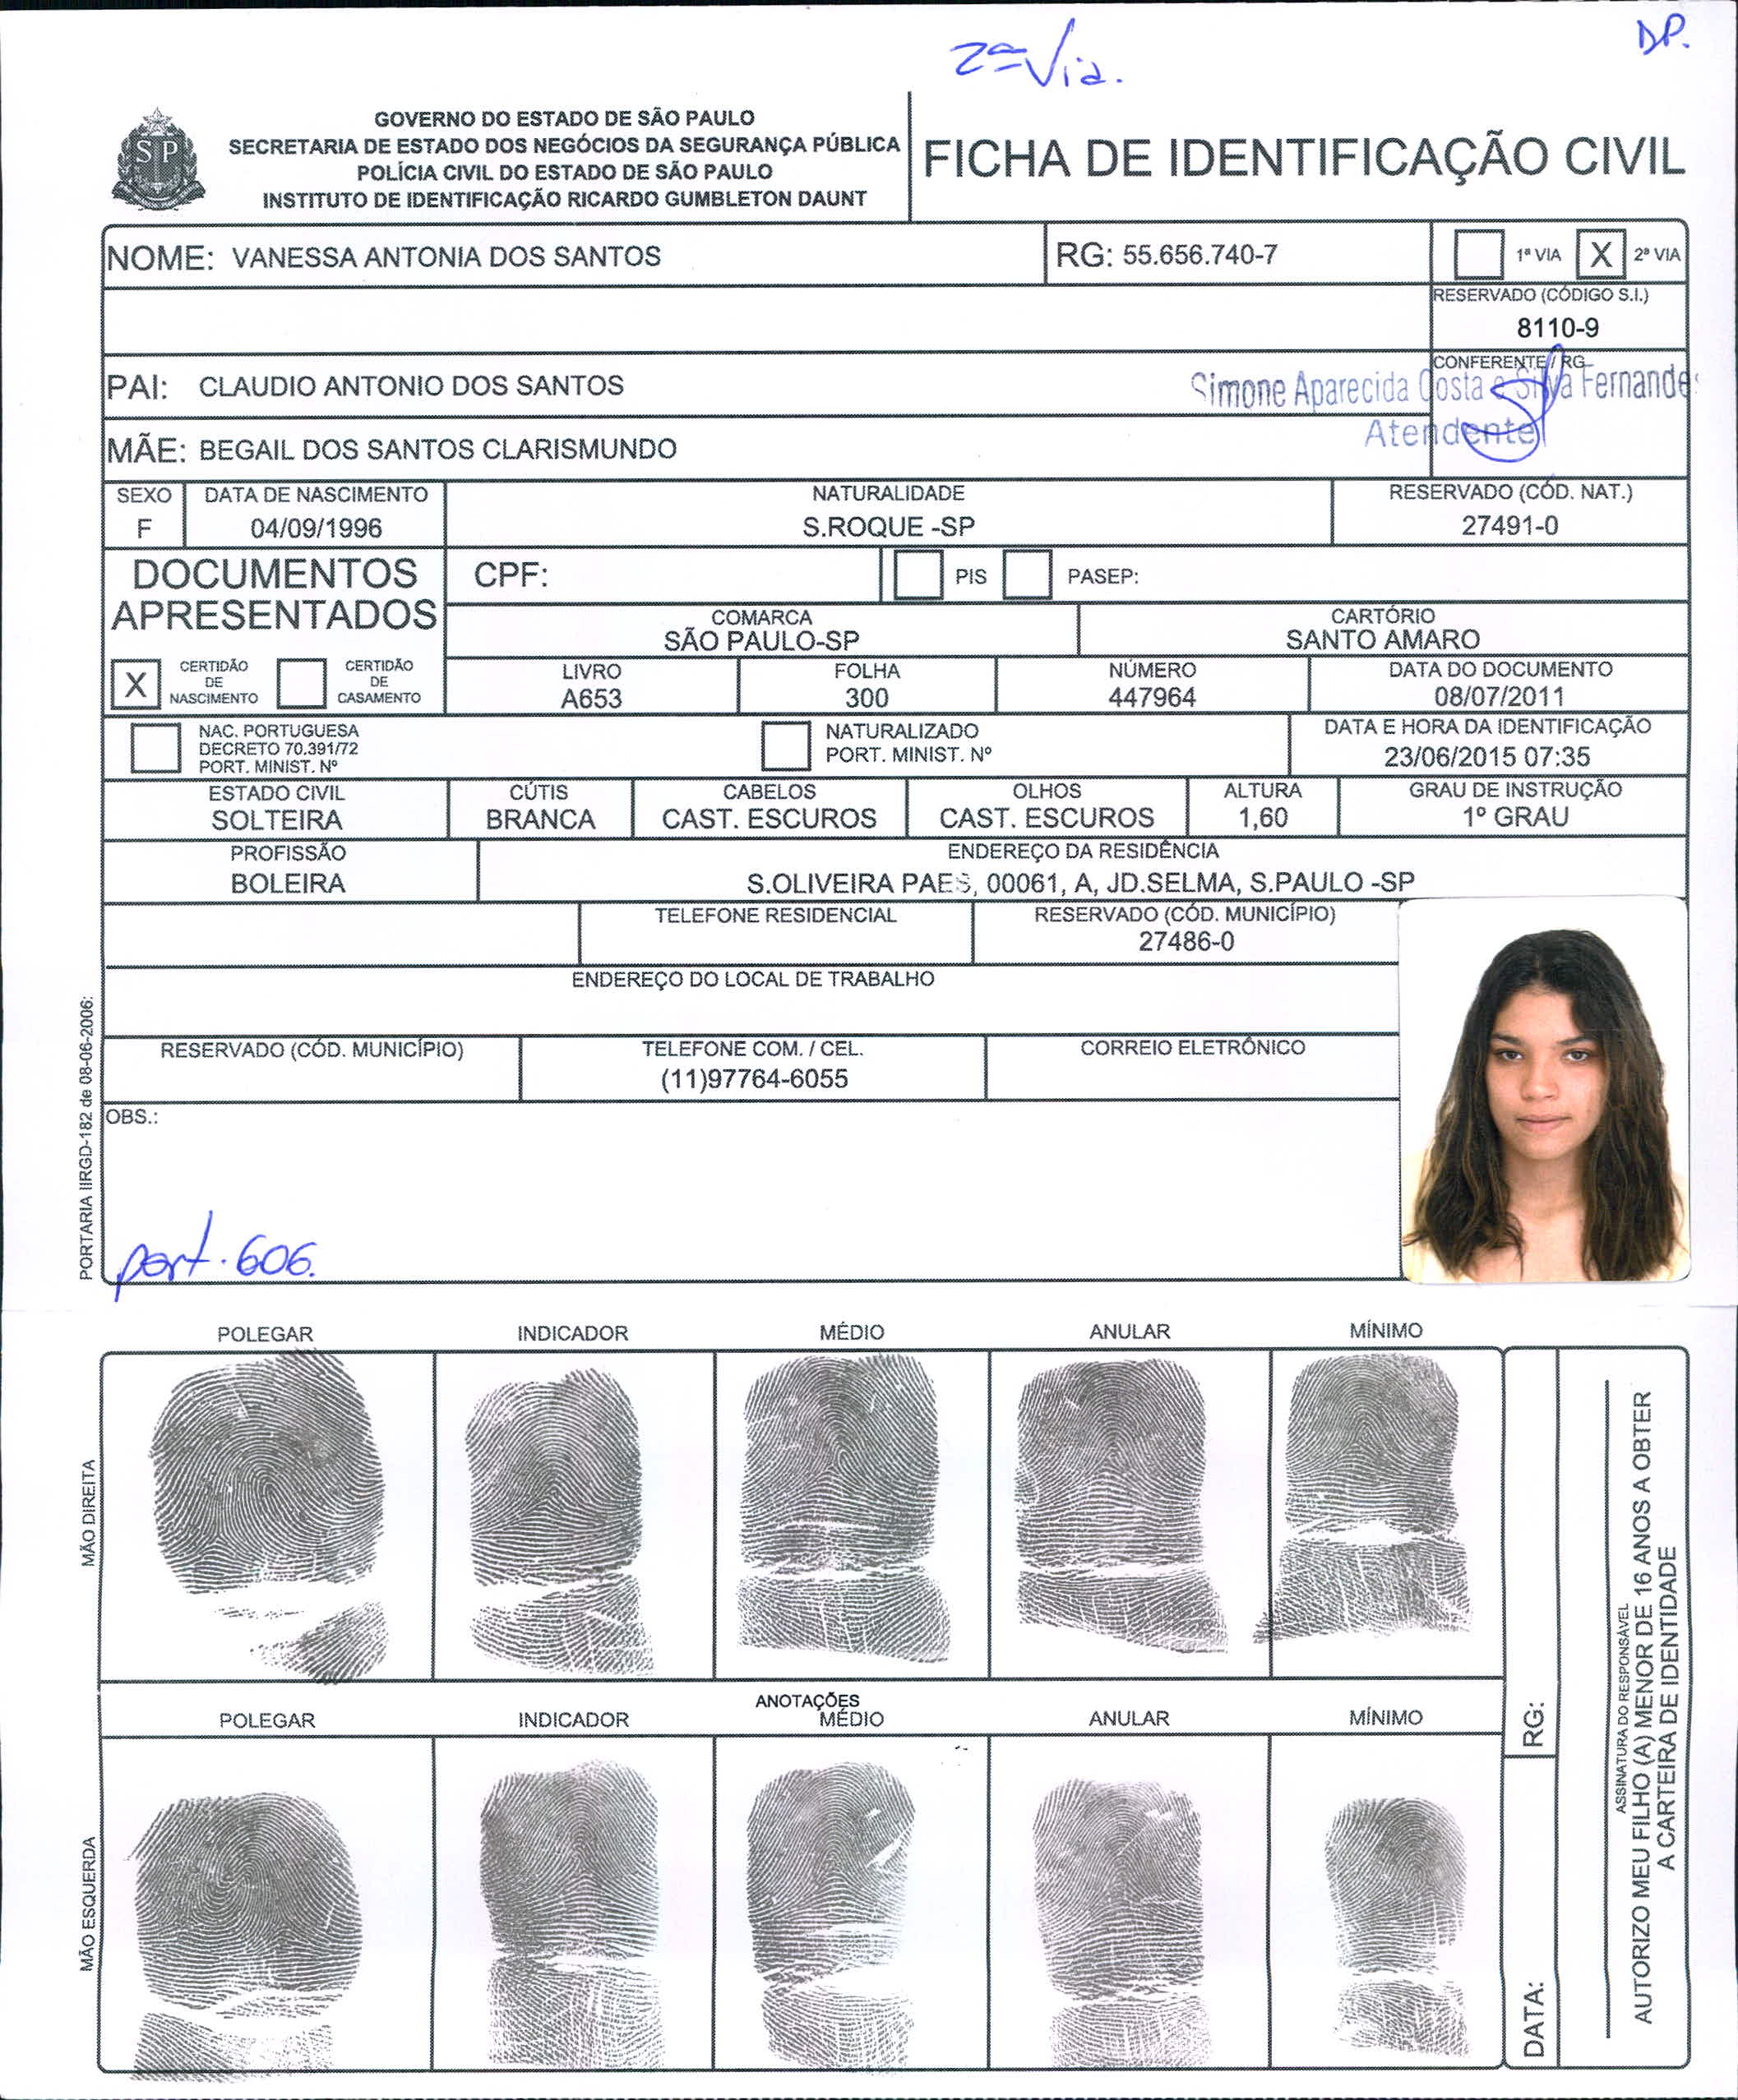 2ª Via.
DP.
GOVERNO DO ESTADO DE SÃO PAULO
SECRETARIA DE ESTADO DOS NEGÓCIOS DA SEGURANÇA PÚBLICA
POLÍCIA CIVIL DO ESTADO DE SÃO PAULO
INSTITUTO DE IDENTIFICAÇÃO RICARDO GUMBLETON DAUNT
SP
FICHA DE IDENTIFICAÇÃO CIVIL
NOME: VANESSA ANTONIA DOS SANTOS
RG: 55.656.740-7
1ª VIA X 2ª VIA
RESERVADO (CÓDIGO S.I.)
8110-9
PAI: CLAUDIO ANTONIO DOS SANTOS
CONFERENTE / RG
Simone Aparecida Costa e Silva Fernandes
Atendente
MÃE: BEGAIL DOS SANTOS CLARISMUNDO
SEXO
F
DATA DE NASCIMENTO
04/09/1996
NATURALIDADE
S.ROQUE -SP
RESERVADO (CÓD. NAT.)
27491-0
DOCUMENTOS
APRESENTADOS
CPF:
PIS
PASEP:
COMARCA
SÃO PAULO-SP
CARTÓRIO
SANTO AMARO
X
CERTIDÃO
DE
NASCIMENTO
CERTIDÃO
DE
CASAMENTO
LIVRO
A653
FOLHA
300
NÚMERO
447964
DATA DO DOCUMENTO
08/07/2011
NAC. PORTUGUESA
DECRETO 70.391/72
PORT. MINIST. Nº
NATURALIZADO
PORT. MINIST. Nº
DATA E HORA DA IDENTIFICAÇÃO
23/06/2015 07:35
ESTADO CIVIL
SOLTEIRA
CÚTIS
BRANCA
CABELOS
CAST. ESCUROS
OLHOS
CAST. ESCUROS
ALTURA
1,60
GRAU DE INSTRUÇÃO
1º GRAU
PROFISSÃO
BOLEIRA
ENDEREÇO DA RESIDÊNCIA
S.OLIVEIRA PAES, 00061, A, JD.SELMA, S.PAULO -SP
TELEFONE RESIDENCIAL
RESERVADO (CÓD. MUNICÍPIO)
27486-0
ENDEREÇO DO LOCAL DE TRABALHO
RESERVADO (CÓD. MUNICÍPIO)
TELEFONE COM. / CEL.
(11)97764-6055
CORREIO ELETRÔNICO
OBS.:
port. 606.
PORTARIA IIRGD-182 de 08-06-2006:
POLEGAR INDICADOR MÉDIO ANULAR MÍNIMO
MÃO DIREITA
ANOTAÇÕES
POLEGAR INDICADOR MÉDIO ANULAR MÍNIMO
MÃO ESQUERDA
RG:
DATA:
ASSINATURA DO RESPONSÁVEL
AUTORIZO MEU FILHO (A) MENOR DE 16 ANOS A OBTER
A CARTEIRA DE IDENTIDADE